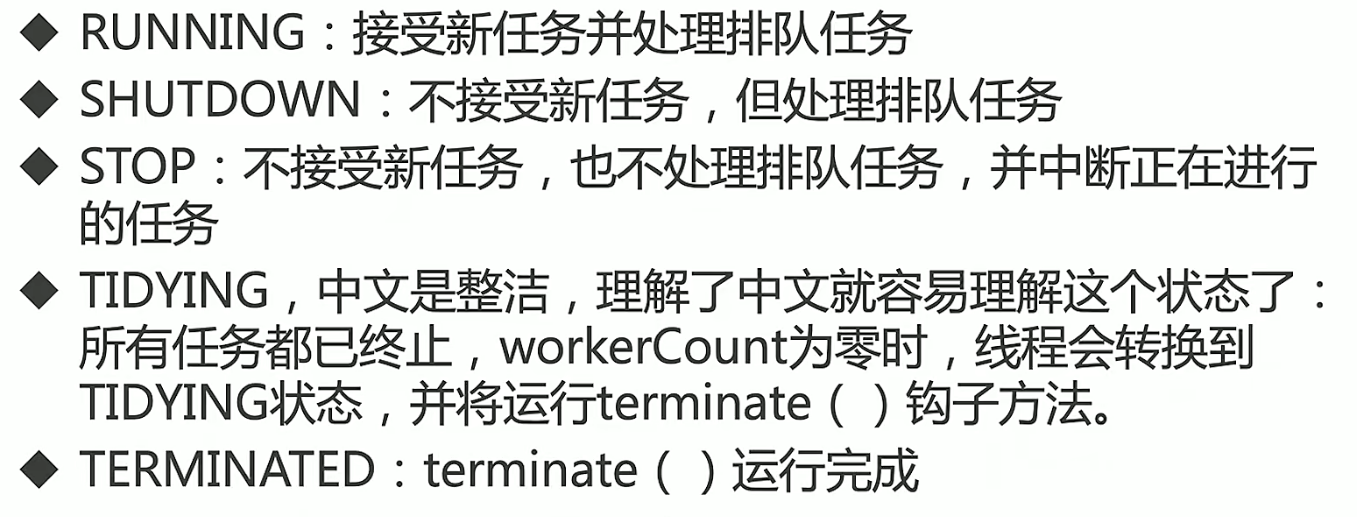 ◆ RUNNING：接受新任务并处理排队任务
◆ SHUTDOWN：不接受新任务，但处理排队任务
◆ STOP：不接受新任务，也不处理排队任务，并中断正在进行
的任务
◆ TIDYING，中文是整洁，理解了中文就容易理解这个状态了：
所有任务都已终止，workerCount为零时，线程会转换到
TIDYING状态，并将运行terminate（ ）钩子方法。
◆ TERMINATED：terminate（ ）运行完成